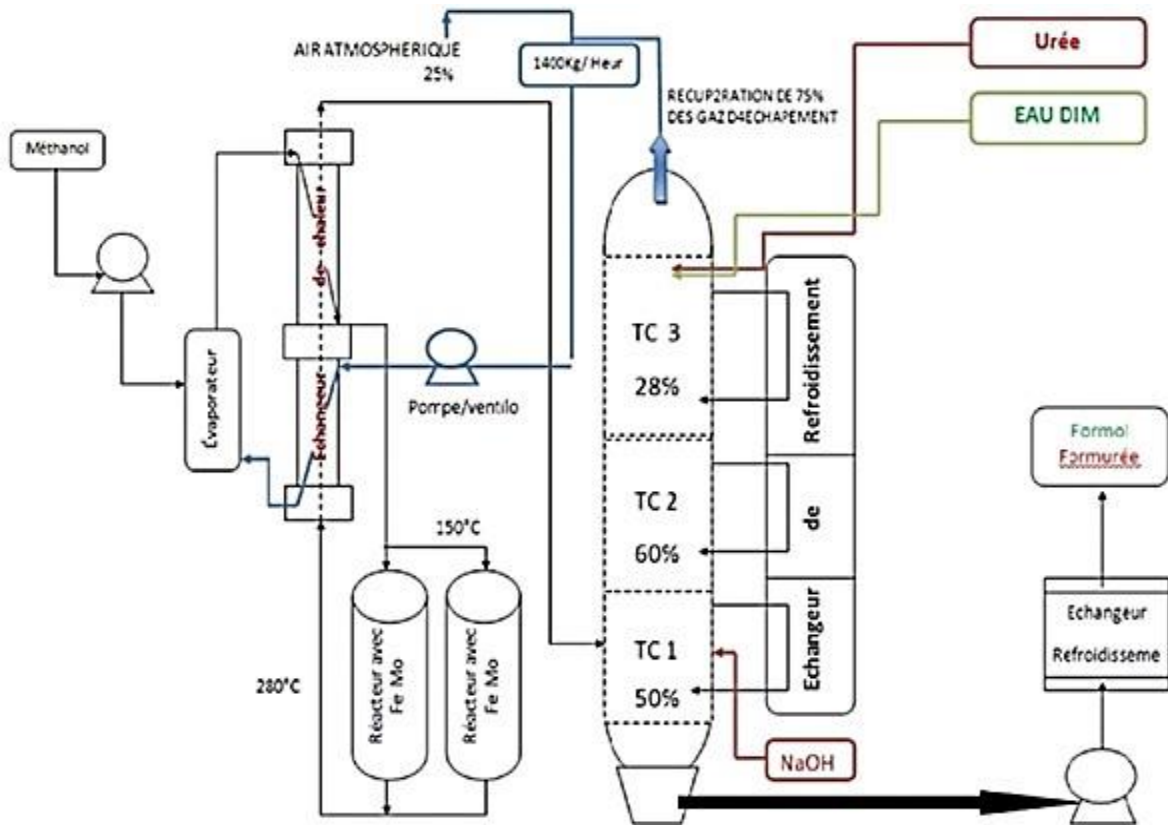 AIR ATMOSPHERIQUE
25%
1400Kg/ Heur
RECUP2RATION DE 75%
DES GAZ D4ECHAPEMENT
Urée
EAU DIM
Méthanol
Évaporateur
Echangeur de chaleur
Pompe/ventilo
150°C
280°C
Réacteur avec
Fe Mo
Réacteur avec
Fe Mo
TC 3
28%
TC 2
60%
TC 1
50%
Echangeur de Refroidissement
NaOH
Formol
Formurée
Echangeur
Refroidisseme